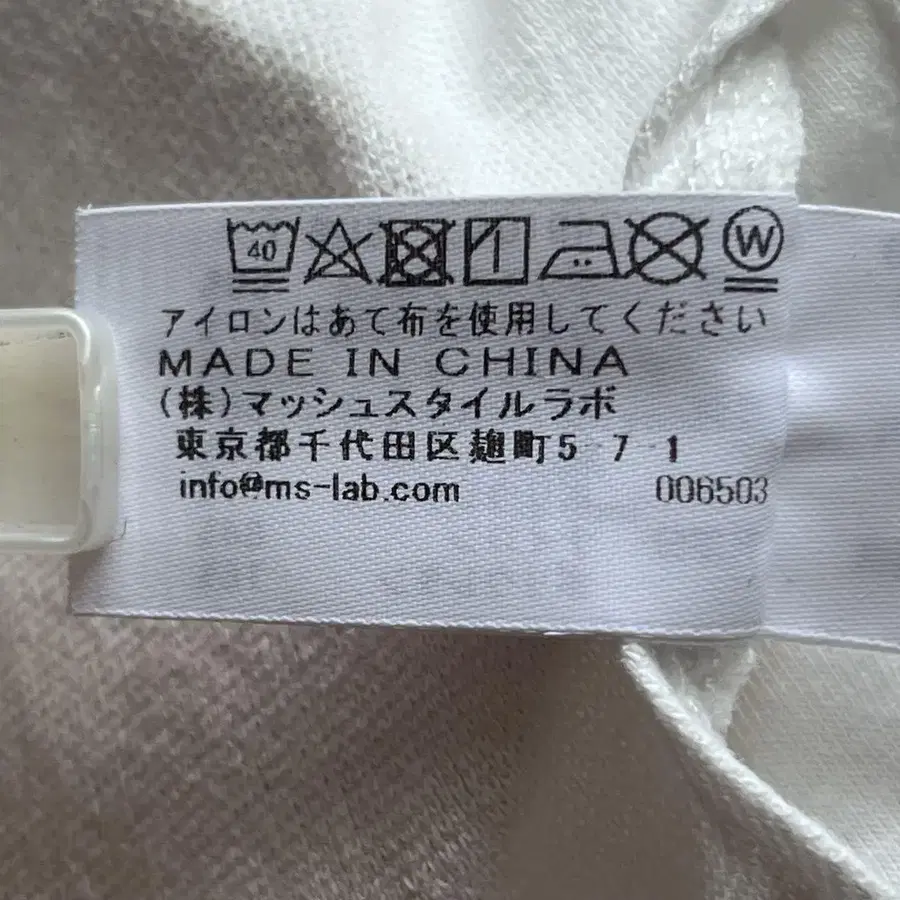 40 W
アイロンはあて布を使用してください
MADE IN CHINA
(株)マッシュスタイルラボ
東京都千代田区麹町5 7 1
info@ms-lab.com 006503